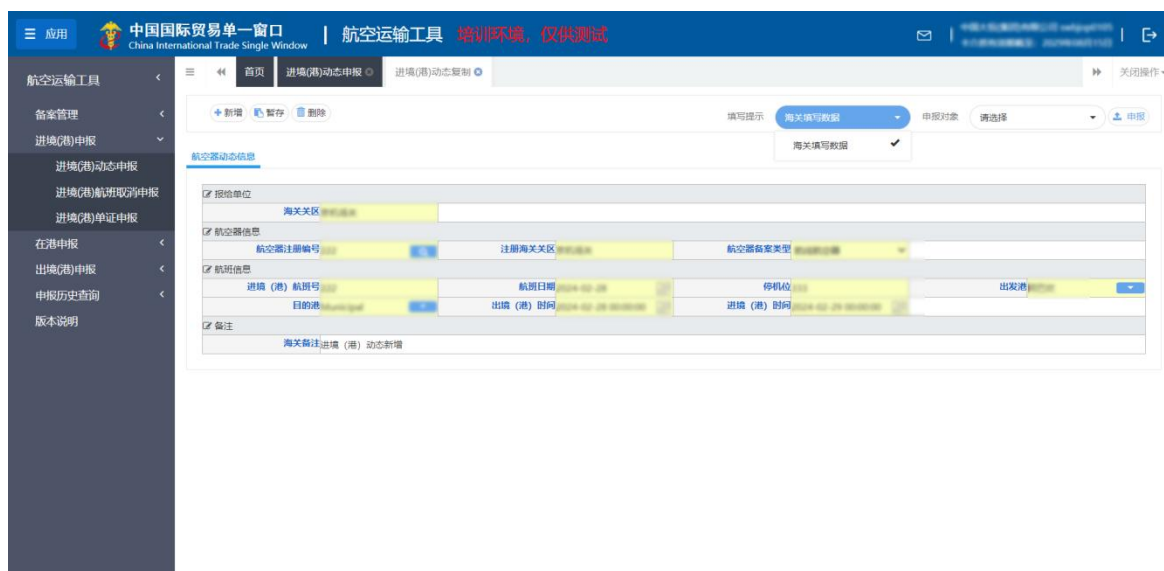 应用 中国国际贸易单一窗口 China International Trade Single Window 航空运输工具 培训环境，仅供测试
航空运输工具 首页 进境(港)动态申报 进境(港)动态复制 关闭操作
备案管理 新增 暂存 删除 填写提示 海关填写数据 申报对象 请选择 申报
进境(港)申报 海关填写数据
进境(港)动态申报 航空器动态信息
进境(港)航班取消申报 报给单位
进境(港)单证申报 海关关区
在港申报 航空器信息
航空器注册编号 注册海关关区 航空器备案类型
出境(港)申报 航班信息
进境（港）航班号 航班日期 停机位 出发港
申报历史查询 目的港 出境（港）时间 进境（港）时间
版本说明 备注
海关备注 进境（港）动态新增